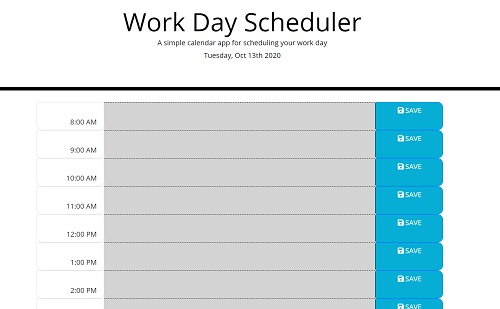 Work Day Scheduler
A simple calendar app for scheduling your work day
Tuesday, Oct 13th 2020
8:00 AM SAVE
9:00 AM SAVE
10:00 AM SAVE
11:00 AM SAVE
12:00 PM SAVE
1:00 PM SAVE
2:00 PM SAVE
SAVE